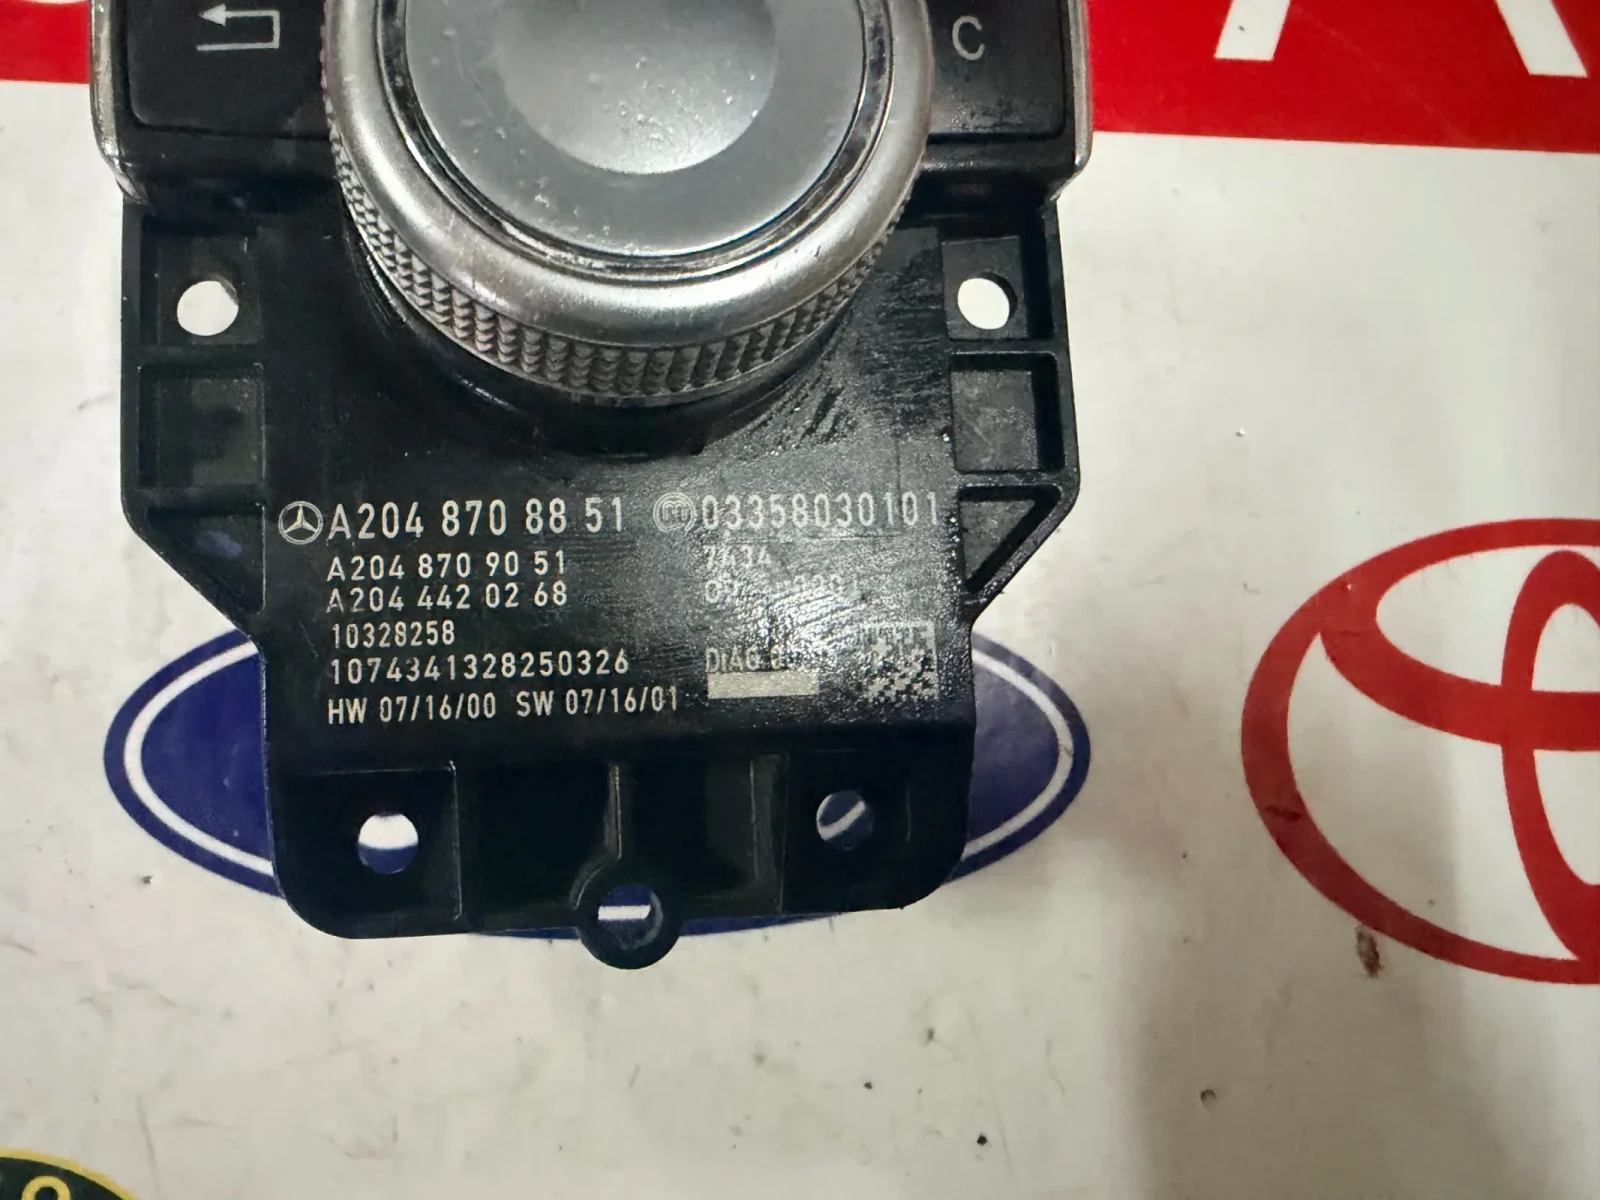 C
A204 870 88 51
A204 870 90 51
A204 442 02 68
10328258
1074341328250326
HW 07/16/00 SW 07/16/01
03358030101
7434
DIAG